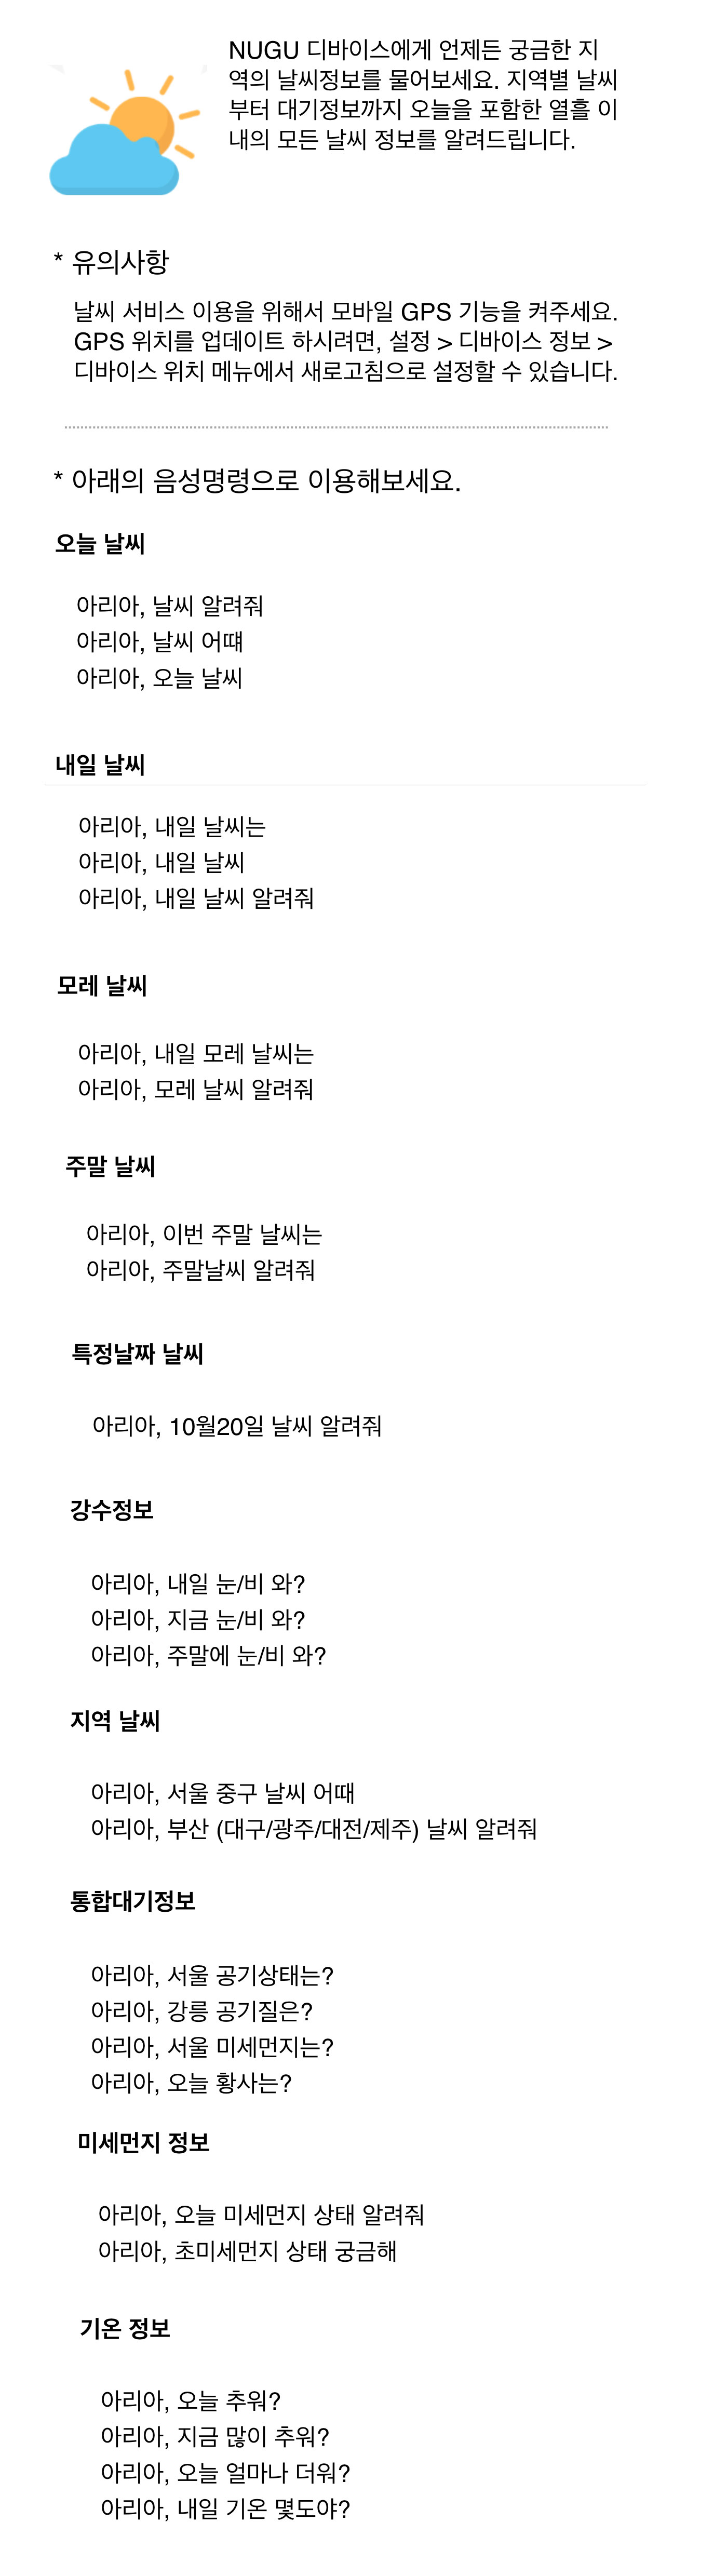 NUGU 디바이스에게 언제든 궁금한 지
역의 날씨정보를 물어보세요. 지역별 날씨
부터 대기정보까지 오늘을 포함한 열흘 이
내의 모든 날씨 정보를 알려드립니다.
* 유의사항
날씨 서비스 이용을 위해서 모바일 GPS 기능을 켜주세요.
GPS 위치를 업데이트 하시려면, 설정 > 디바이스 정보 >
디바이스 위치 메뉴에서 새로고침으로 설정할 수 있습니다.
* 아래의 음성명령으로 이용해보세요.
오늘 날씨
아리아, 날씨 알려줘
아리아, 날씨 어떄
아리아, 오늘 날씨
내일 날씨
아리아, 내일 날씨는
아리아, 내일 날씨
아리아, 내일 날씨 알려줘
모레 날씨
아리아, 내일 모레 날씨는
아리아, 모레 날씨 알려줘
주말 날씨
아리아, 이번 주말 날씨는
아리아, 주말날씨 알려줘
특정날짜 날씨
아리아, 10월20일 날씨 알려줘
강수정보
아리아, 내일 눈/비 와?
아리아, 지금 눈/비 와?
아리아, 주말에 눈/비 와?
지역 날씨
아리아, 서울 중구 날씨 어때
아리아, 부산 (대구/광주/대전/제주) 날씨 알려줘
통합대기정보
아리아, 서울 공기상태는?
아리아, 강릉 공기질은?
아리아, 서울 미세먼지는?
아리아, 오늘 황사는?
미세먼지 정보
아리아, 오늘 미세먼지 상태 알려줘
아리아, 초미세먼지 상태 궁금해
기온 정보
아리아, 오늘 추워?
아리아, 지금 많이 추워?
아리아, 오늘 얼마나 더워?
아리아, 내일 기온 몇도야?